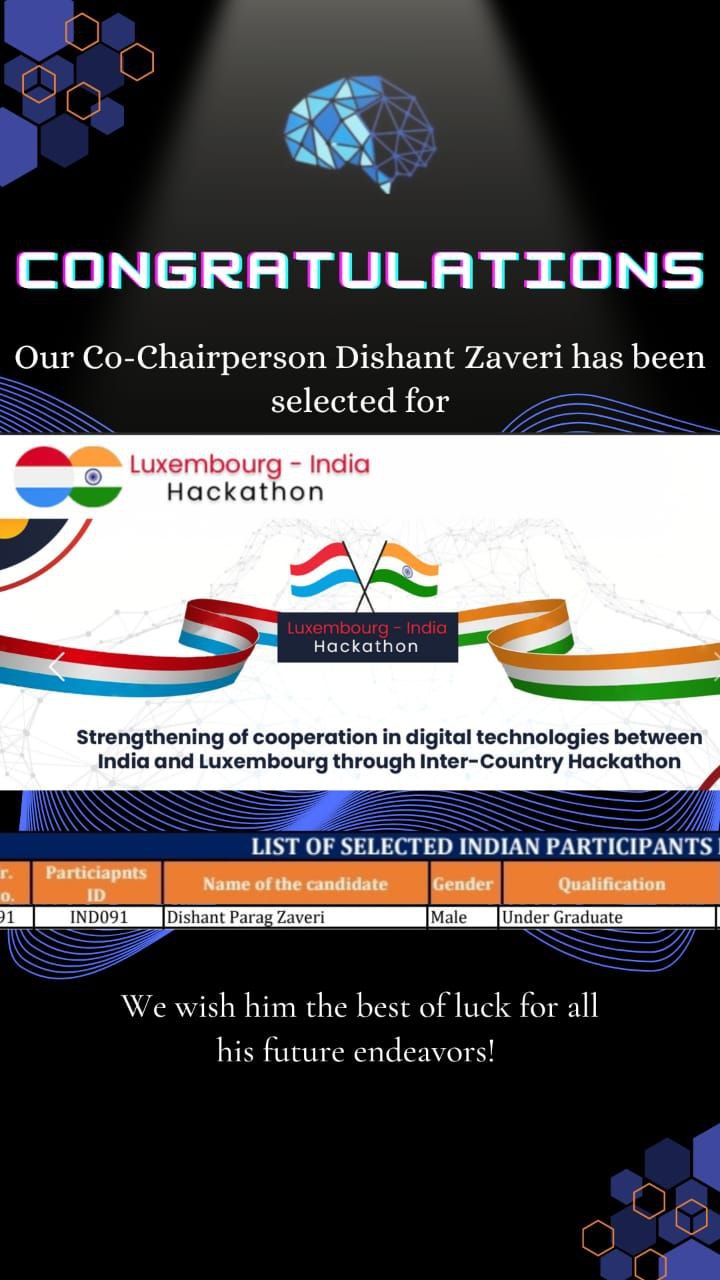 CONGRATULATIONS
Our Co-Chairperson Dishant Zaveri has been
selected for
Luxembourg - India
Hackathon
Luxembourg - India
Hackathon
Strengthening of cooperation in digital technologies between
India and Luxembourg through Inter-Country Hackathon
LIST OF SELECTED INDIAN PARTICIPANTS
r. Particiapnts Name of the candidate Gender Qualification
o. ID
91 IND091 Dishant Parag Zaveri Male Under Graduate
We wish him the best of luck for all
his future endeavors!